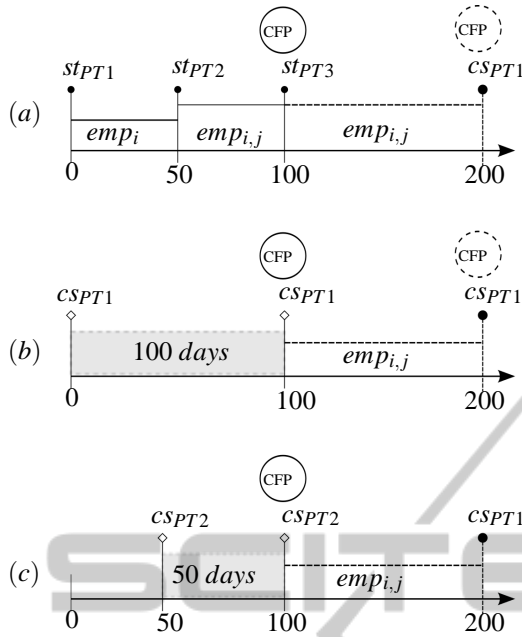 CFP CFP
st_PT1 st_PT2 st_PT3 cs_PT1
(a) emp_i emp_i,j emp_i,j
0 50 100 200
CFP CFP
cs_PT1 cs_PT1 cs_PT1
(b) 100 days emp_i,j
0 100 200
CFP
cs_PT2 cs_PT2 cs_PT1
(c) 50 days emp_i,j
0 50 100 200
SCITE